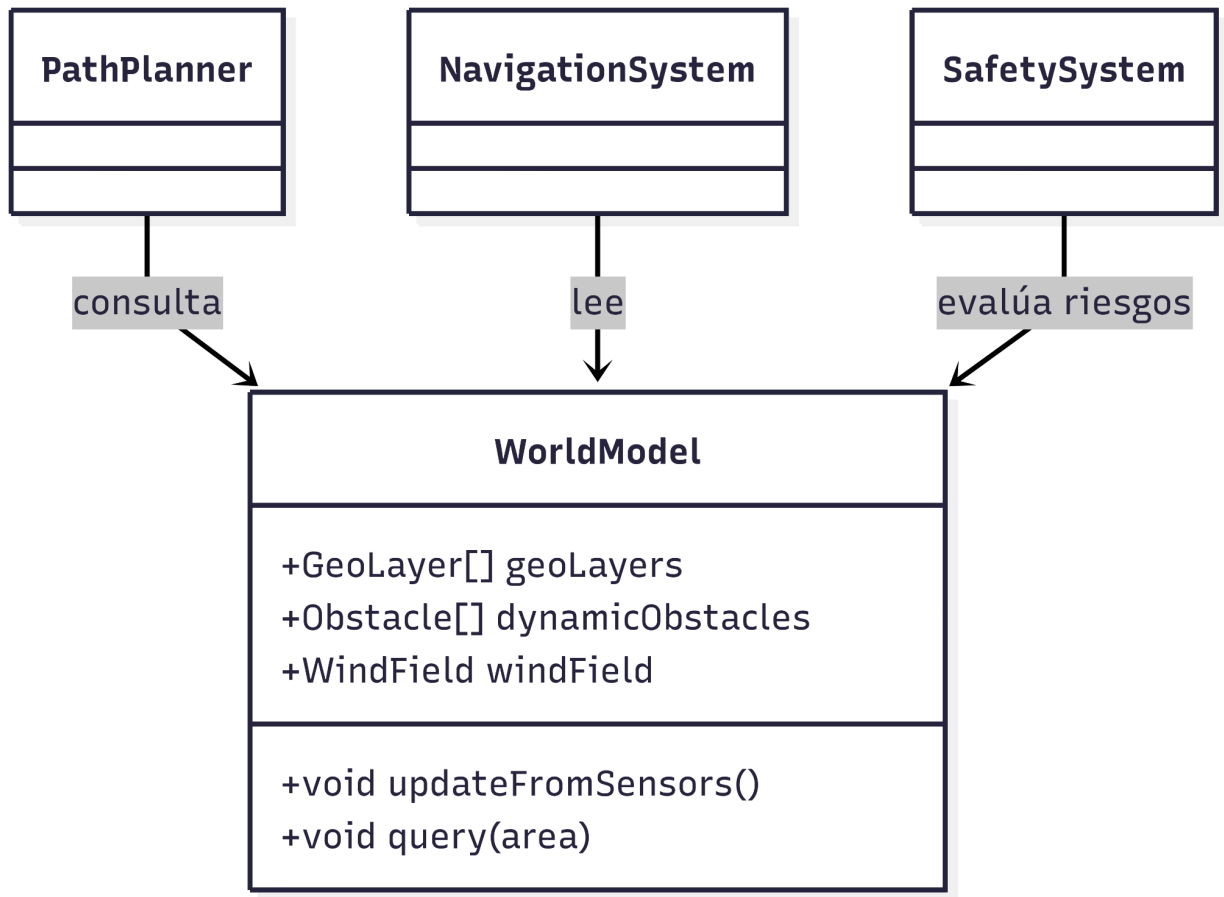 PathPlanner
NavigationSystem
SafetySystem
consulta
lee
evalúa riesgos
WorldModel
+GeoLayer[] geoLayers
+Obstacle[] dynamicObstacles
+WindField windField
+void updateFromSensors()
+void query(area)